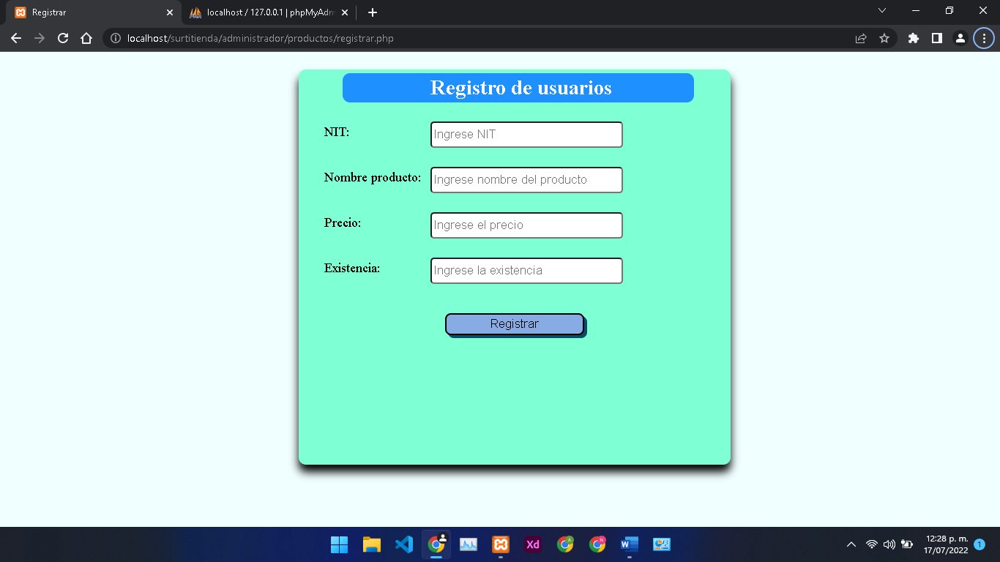 Registrar
localhost / 127.0.0.1 | phpMyAdm
localhost/surtitienda/administrador/productos/registrar.php
Registro de usuarios
NIT:
Ingrese NIT
Nombre producto:
Ingrese nombre del producto
Precio:
Ingrese el precio
Existencia:
Ingrese la existencia
Registrar
Xd
A
N
W
12:28 p. m.
17/07/2022
1